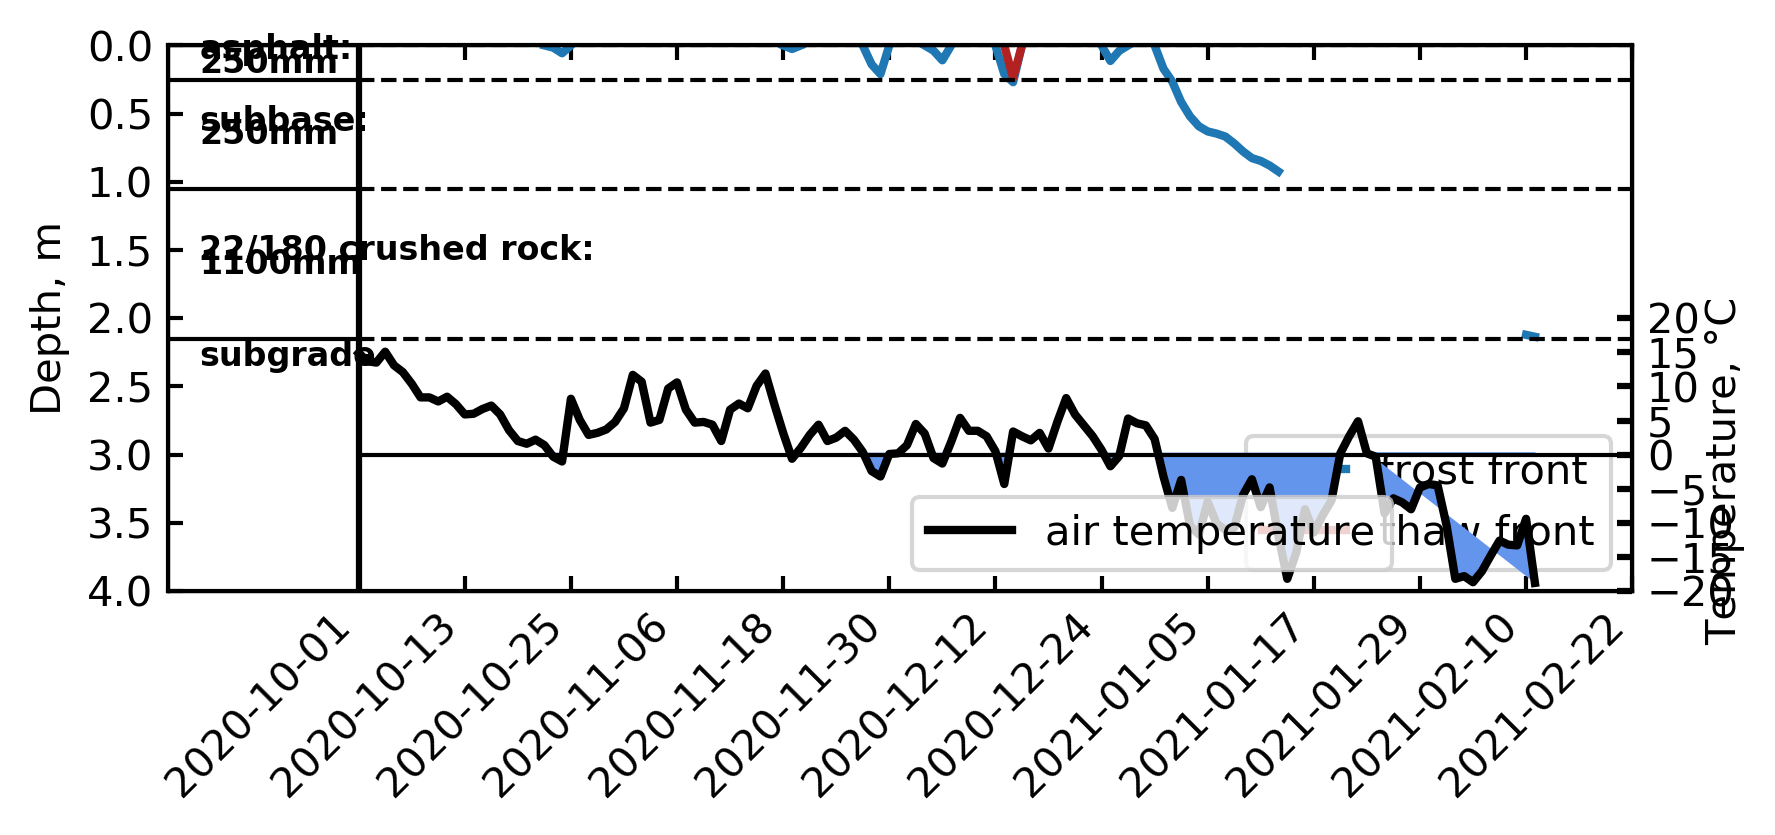 0.0
0.5
1.0
1.5
2.0
2.5
3.0
3.5
4.0
Depth, m
asphalt:
250mm
subbase:
250mm
22/180 crushed rock:
1100mm
subgrade
20
15
10
5
0
−5
−10
−15
−20
Temperature, °C
frost front
thaw front
air temperature
2020-10-01
2020-10-13
2020-10-25
2020-11-06
2020-11-18
2020-11-30
2020-12-12
2020-12-24
2021-01-05
2021-01-17
2021-01-29
2021-02-10
2021-02-22